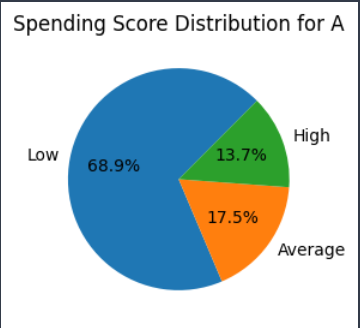 Spending Score Distribution for A
High
Low
68.9%
13.7%
17.5%
Average